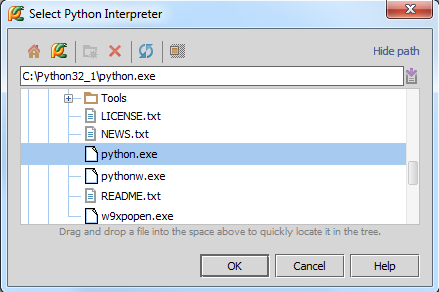 Select Python Interpreter
Hide path
C:\Python32_1\python.exe
Tools
LICENSE.txt
NEWS.txt
python.exe
pythonw.exe
README.txt
w9xpopen.exe
Drag and drop a file into the space above to quickly locate it in the tree.
OK Cancel Help